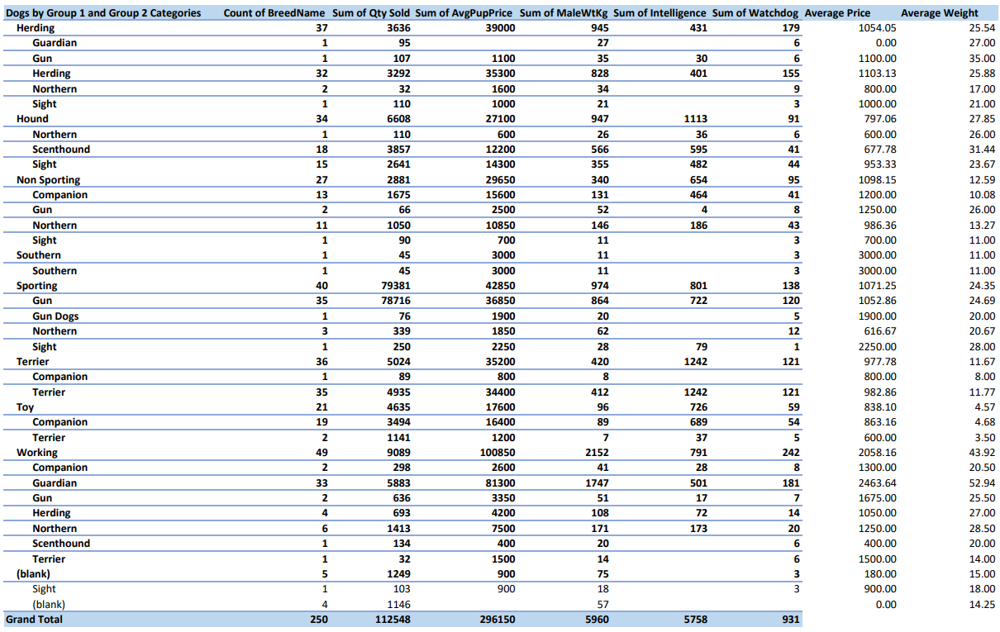 Dogs by Group 1 and Group 2 Categories Count of BreedName Sum of Qty Sold Sum of AvgPupPrice Sum of MaleWtKg Sum of Intelligence Sum of Watchdog Average Price Average Weight
Herding 37 3636 39000 945 431 179 1054.05 25.54
Guardian 1 95 27 6 0.00 27.00
Gun 1 107 1100 35 30 6 1100.00 35.00
Herding 32 3292 35300 828 401 155 1103.13 25.88
Northern 2 32 1600 34 9 800.00 17.00
Sight 1 110 1000 21 3 1000.00 21.00
Hound 34 6608 27100 947 1113 91 797.06 27.85
Northern 1 110 600 26 36 6 600.00 26.00
Scenthound 18 3857 12200 566 595 41 677.78 31.44
Sight 15 2641 14300 355 482 44 953.33 23.67
Non Sporting 27 2881 29650 340 654 95 1098.15 12.59
Companion 13 1675 15600 131 464 41 1200.00 10.08
Gun 2 66 2500 52 4 8 1250.00 26.00
Northern 11 1050 10850 146 186 43 986.36 13.27
Sight 1 90 700 11 3 700.00 11.00
Southern 1 45 3000 11 3 3000.00 11.00
Southern 1 45 3000 11 3 3000.00 11.00
Sporting 40 79381 42850 974 801 138 1071.25 24.35
Gun 35 78716 36850 864 722 120 1052.86 24.69
Gun Dogs 1 76 1900 20 5 1900.00 20.00
Northern 3 339 1850 62 12 616.67 20.67
Sight 1 250 2250 28 79 1 2250.00 28.00
Terrier 36 5024 35200 420 1242 121 977.78 11.67
Companion 1 89 800 8 800.00 8.00
Terrier 35 4935 34400 412 1242 121 982.86 11.77
Toy 21 4635 17600 96 726 59 838.10 4.57
Companion 19 3494 16400 89 689 54 863.16 4.68
Terrier 2 1141 1200 7 37 5 600.00 3.50
Working 49 9089 100850 2152 791 242 2058.16 43.92
Companion 2 298 2600 41 28 8 1300.00 20.50
Guardian 33 5883 81300 1747 501 181 2463.64 52.94
Gun 2 636 3350 51 17 7 1675.00 25.50
Herding 4 693 4200 108 72 14 1050.00 27.00
Northern 6 1413 7500 171 173 20 1250.00 28.50
Scenthound 1 134 400 20 6 400.00 20.00
Terrier 1 32 1500 14 6 1500.00 14.00
(blank) 5 1249 900 75 3 180.00 15.00
Sight 1 103 900 18 3 900.00 18.00
(blank) 4 1146 57 0.00 14.25
Grand Total 250 112548 296150 5960 5758 931